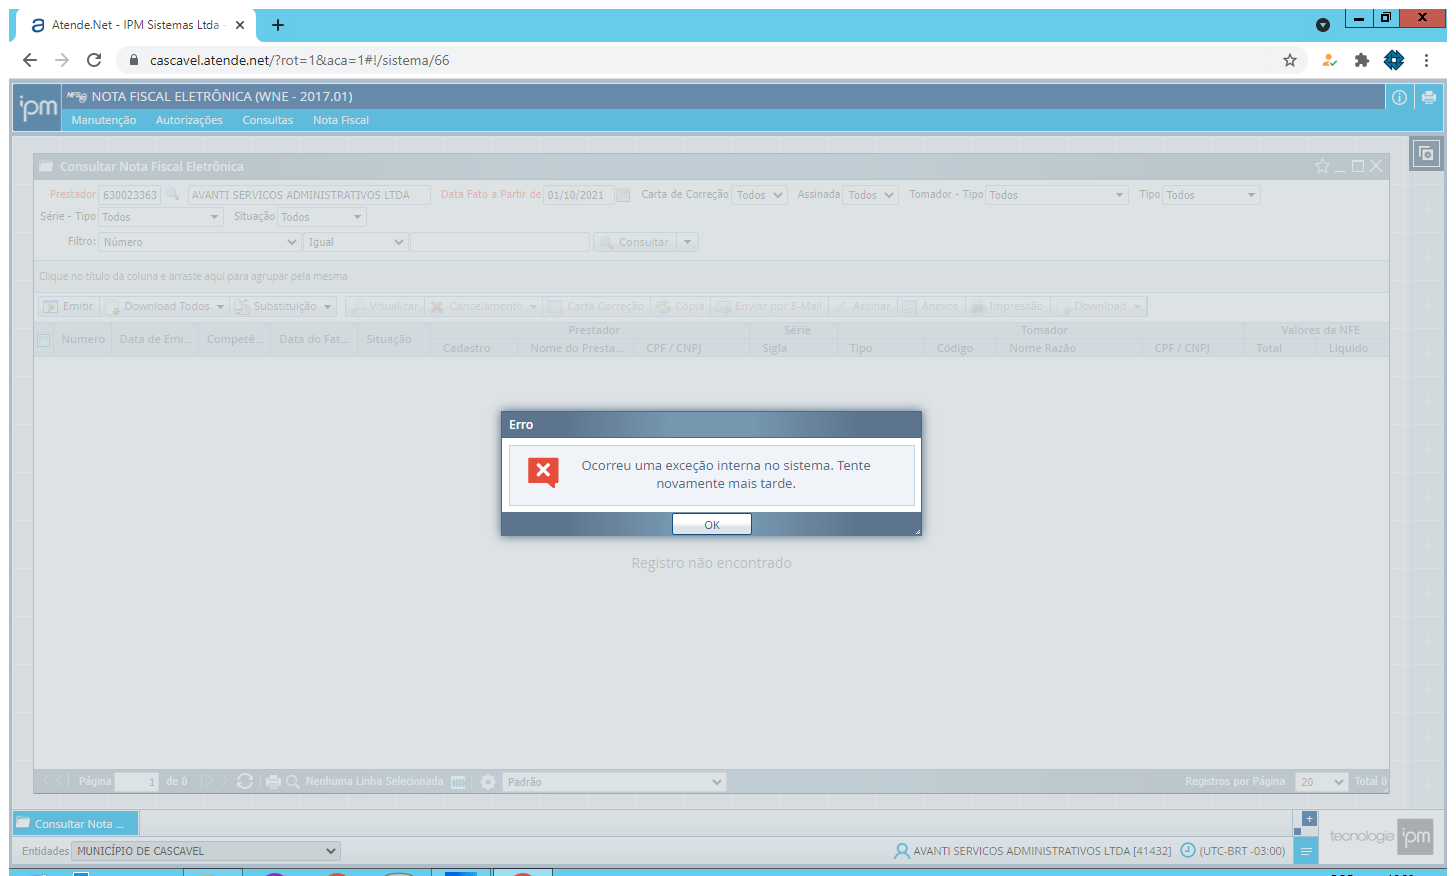 Atende.Net - IPM Sistemas Ltda
cascavel.atende.net/?rot=1&aca=1#!/sistema/66
ipm
NFS-e NOTA FISCAL ELETRÔNICA (WNE - 2017.01)
Manutenção Autorizações Consultas Nota Fiscal
Consultar Nota Fiscal Eletrônica
Prestador 630023363 AVANTI SERVICOS ADMINISTRATIVOS LTDA Data Fato a Partir de 01/10/2021 Carta de Correção Todos Assinada Todos Tomador - Tipo Todos Tipo Todos
Série - Tipo Todos Situação Todos
Filtro: Número Igual Consultar
Clique no título da coluna e arraste aqui para agrupar pela mesma
Emitir Download Todos Substituição Visualizar Cancelamento Carta Correção Cópia Enviar por E-Mail Assinar Anexos Impressão Download
Prestador Série Tomador Valores da NFE
Número Data de Emi... Competê... Data do Fat... Situação
Cadastro Nome do Presta... CPF / CNPJ Sigla Tipo Código Nome Razão CPF / CNPJ Total Líquido
Erro
Ocorreu uma exceção interna no sistema. Tente
novamente mais tarde.
OK
Registro não encontrado
Página 1 de 0 Nenhuma Linha Selecionada Padrão Registros por Página 20 Total 0
Consultar Nota ...
tecnologia ipm
Entidades MUNICÍPIO DE CASCAVEL AVANTI SERVICOS ADMINISTRATIVOS LTDA [41432] (UTC-BRT -03:00)